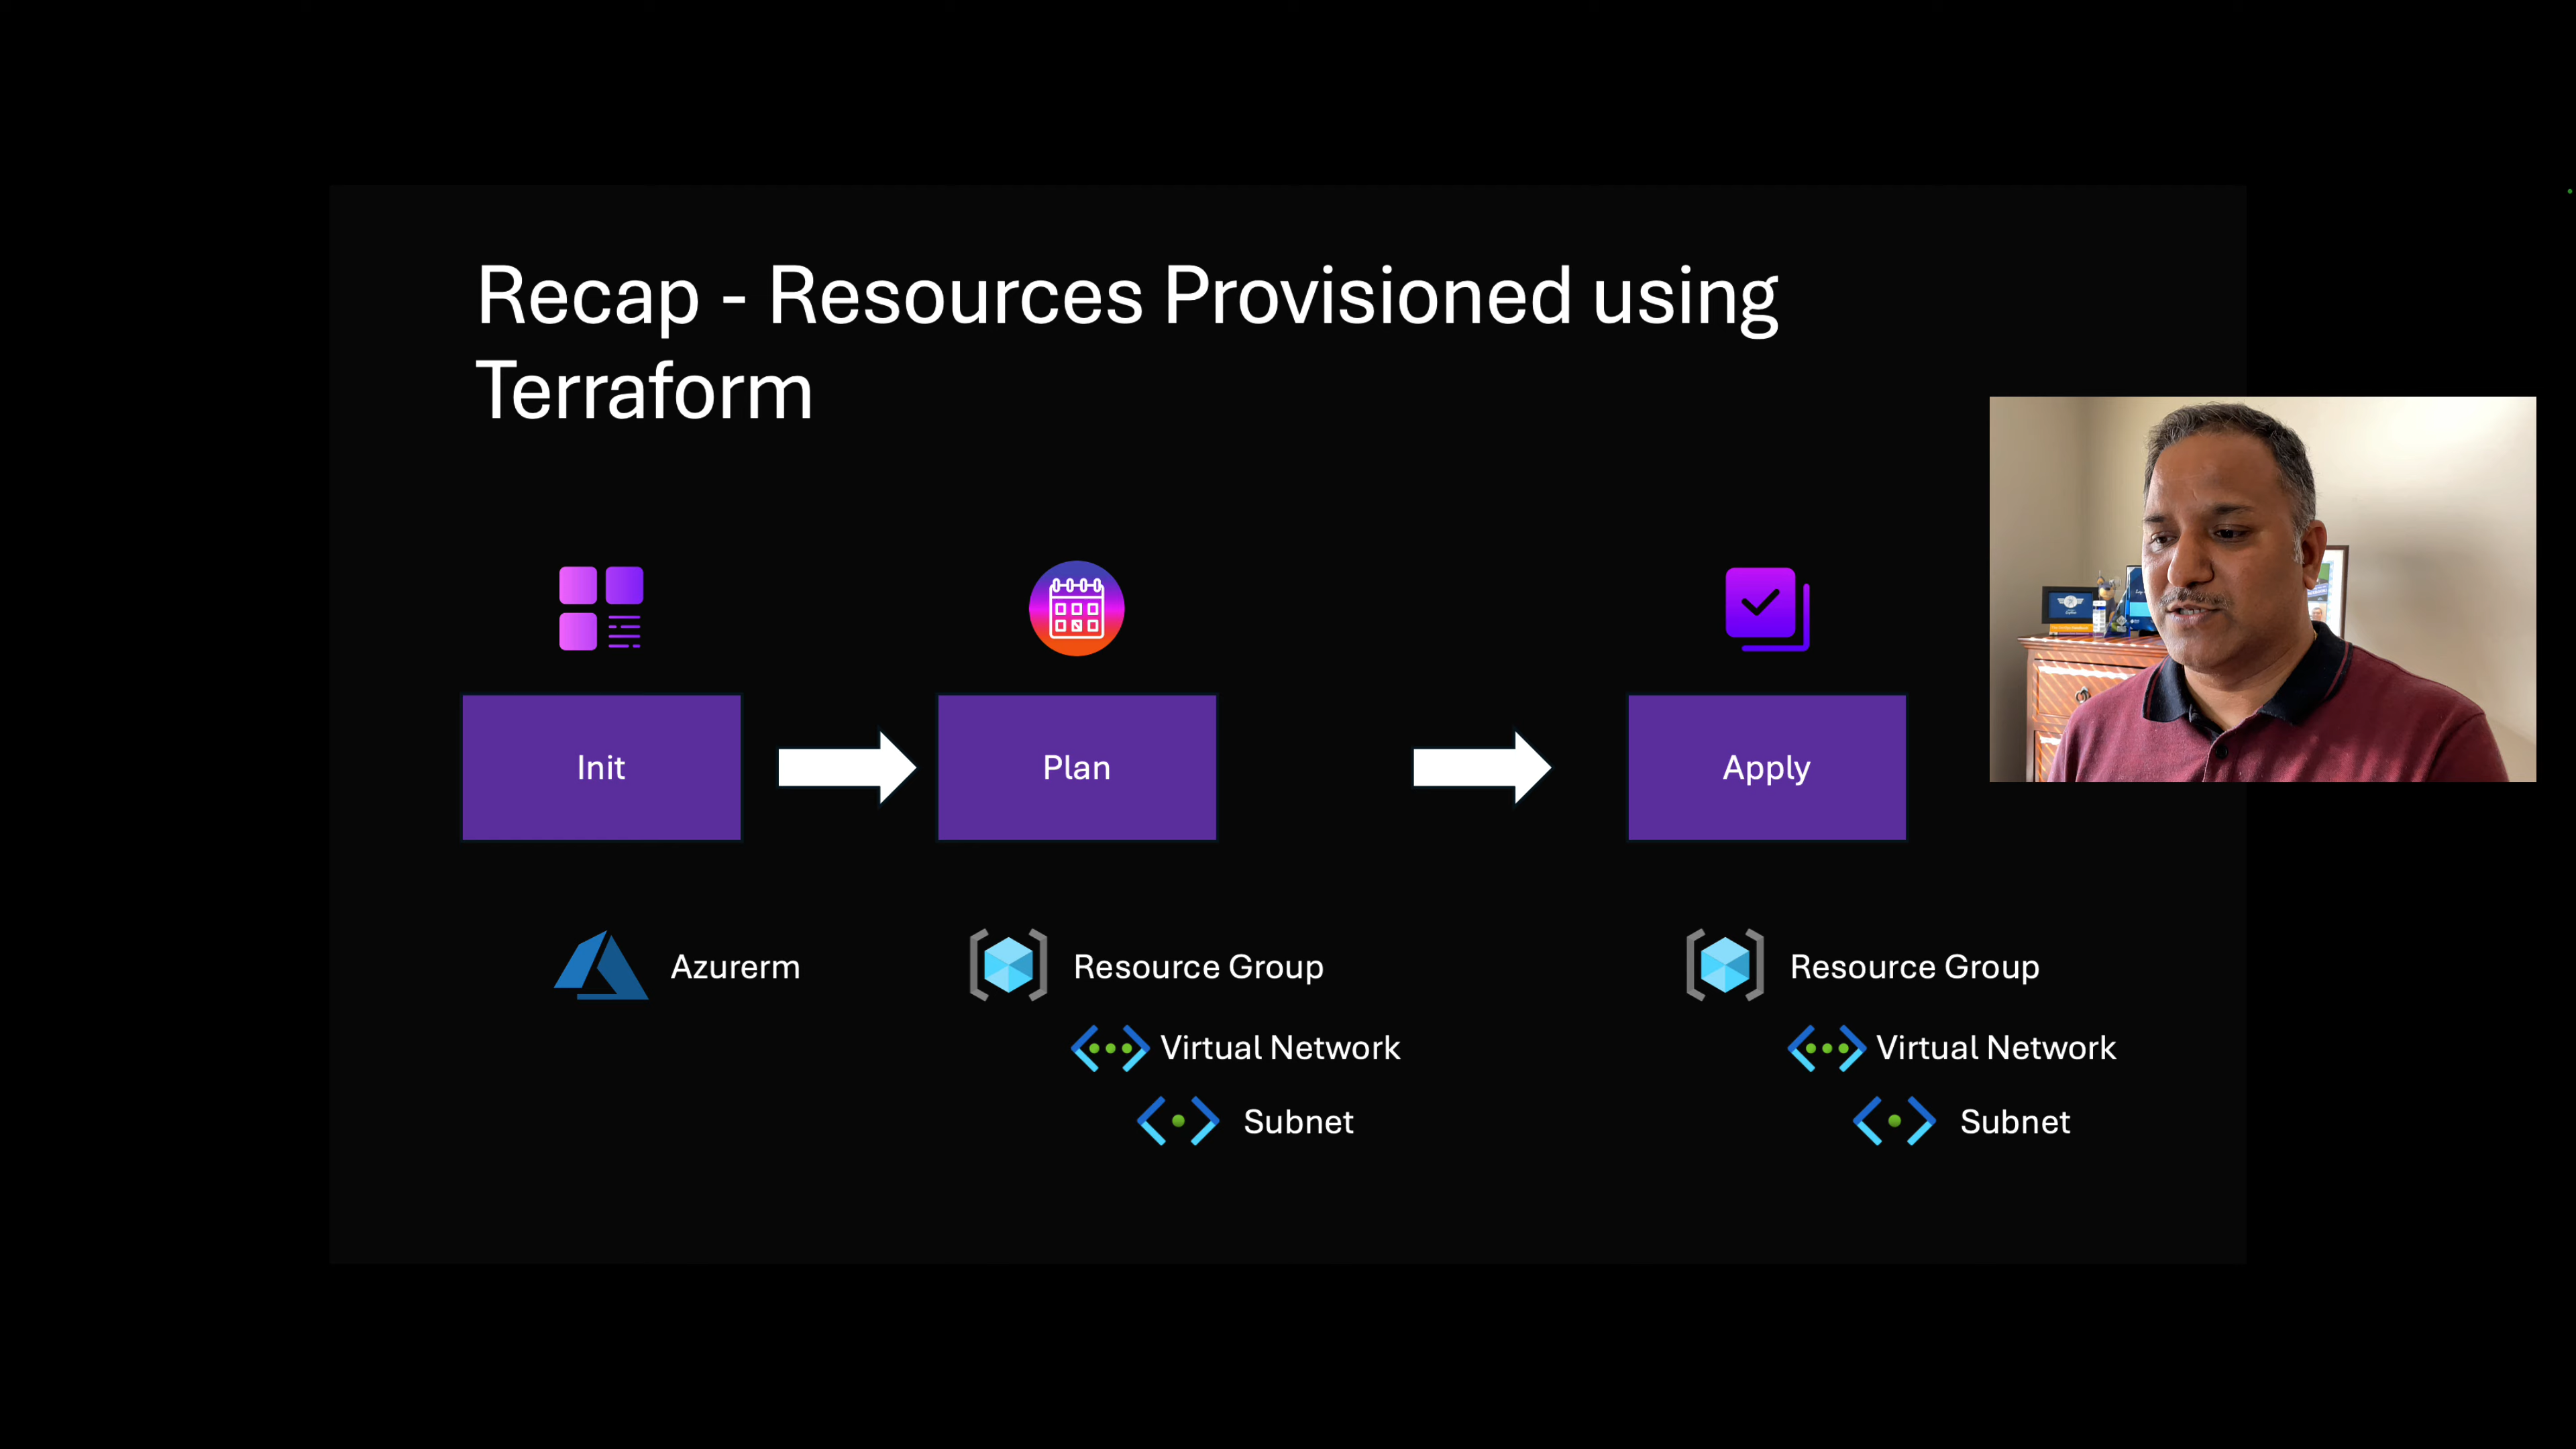 Recap - Resources Provisioned using
Terraform
Init
Plan
Apply
Azurerm
Resource Group
Virtual Network
Subnet
Resource Group
Virtual Network
Subnet